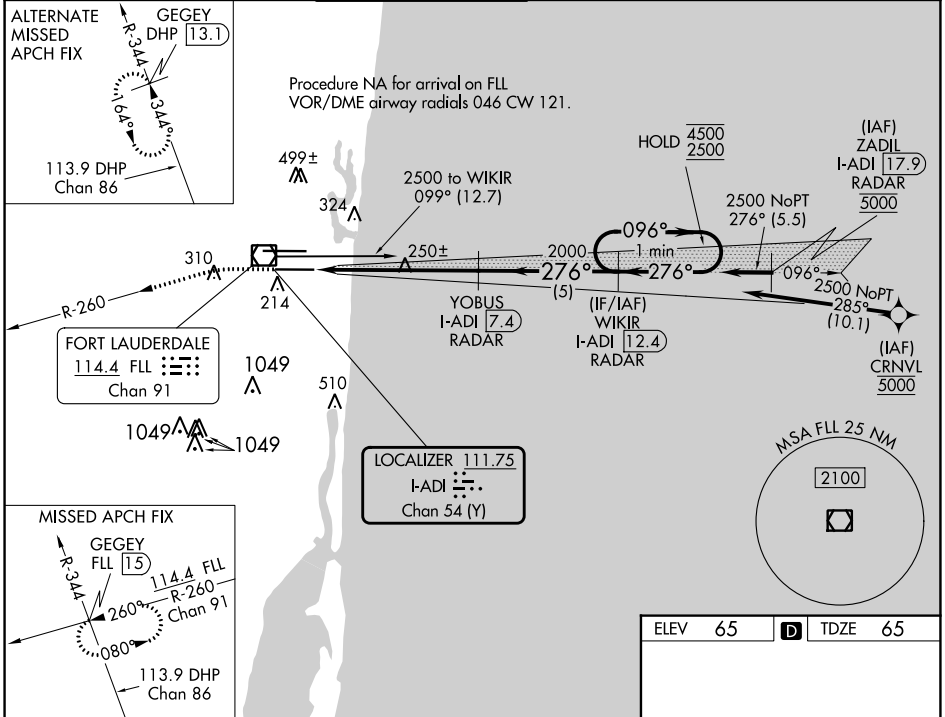 ALTERNATE
MISSED
APCH FIX
GEGEY
DHP 13.1
R-344
344°
164°
113.9 DHP
Chan 86
Procedure NA for arrival on FLL
VOR/DME airway radials 046 CW 121.
499±
324
2500 to WIKIR
099° (12.7)
HOLD 4500
2500
(IAF)
ZADIL
I-ADI 17.9
RADAR
5000
2500 NoPT
276° (5.5)
096°
1 min
310
250±
2000
276°
276°
096°
(5)
2500 NoPT
285°
(10.1)
214
R-260
YOBUS
I-ADI 7.4
RADAR
(IF/IAF)
WIKIR
I-ADI 12.4
RADAR
(IAF)
CRNVL
5000
FORT LAUDERDALE
114.4 FLL
Chan 91
1049
510
1049
1049
LOCALIZER 111.75
I-ADI
Chan 54 (Y)
MSA FLL 25 NM
2100
MISSED APCH FIX
GEGEY
FLL 15
R-344
114.4 FLL
R-260
Chan 91
260°
080°
113.9 DHP
Chan 86
ELEV 65 D TDZE 65